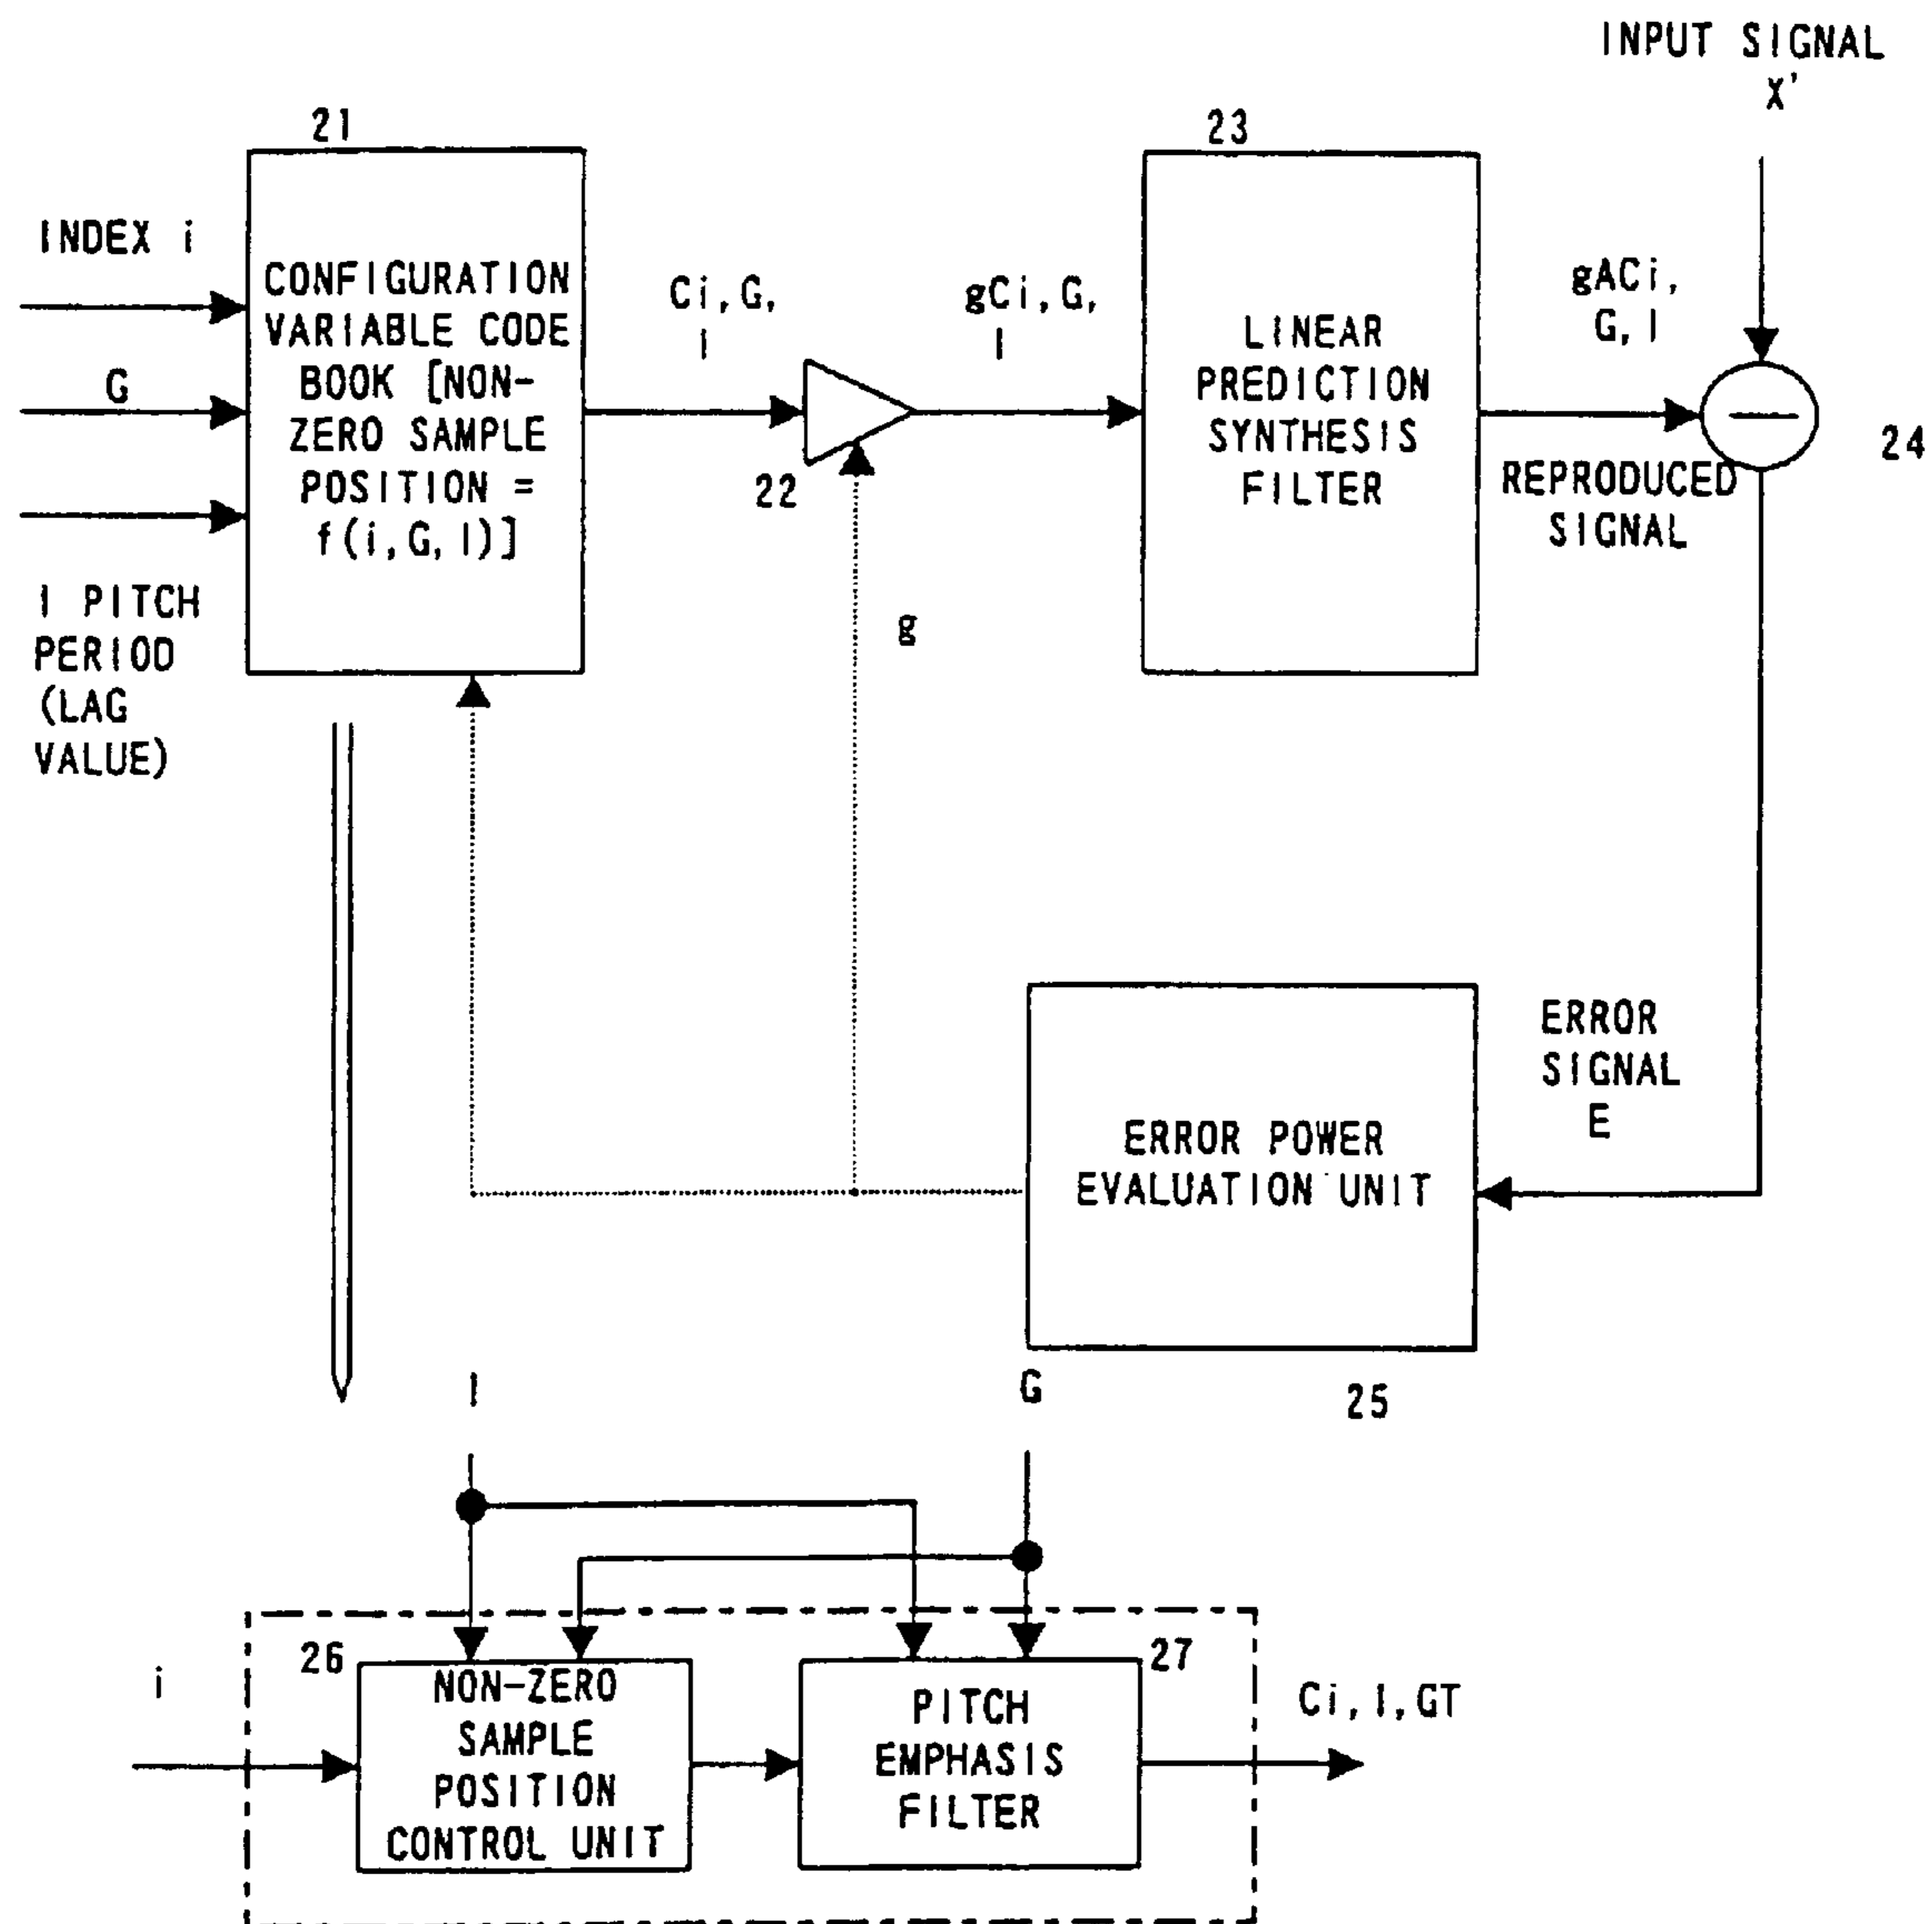 INPUT SIGNAL
X'
21
23
INDEX i
G
I PITCH
PERIOD
(LAG
VALUE)
CONFIGURATION
VARIABLE CODE
BOOK [NON-
ZERO SAMPLE
POSITION =
f(i,G,I)]
Ci,G,
I
22
gCi,G,
I
g
LINEAR
PREDICTION
SYNTHESIS
FILTER
gACi,
G,I
24
REPRODUCED
SIGNAL
ERROR
SIGNAL
E
ERROR POWER
EVALUATION UNIT
25
I
G
i
26
NON-ZERO
SAMPLE
POSITION
CONTROL UNIT
PITCH
EMPHASIS
FILTER
27
Ci,I,GT